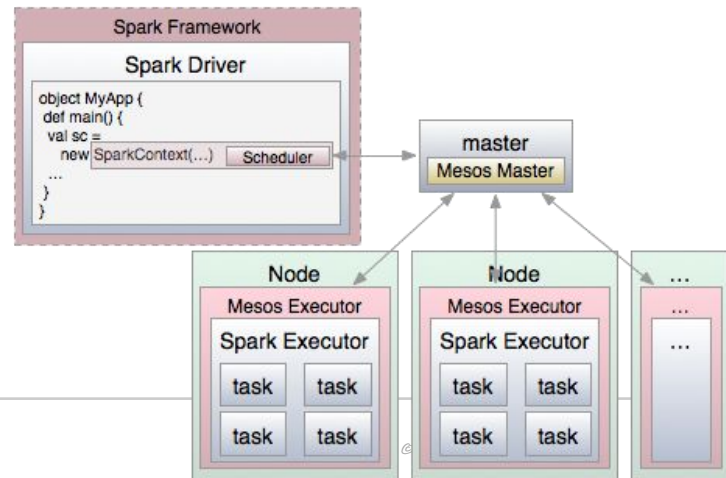 Spark Framework
Spark Driver
object MyApp {
def main() {
val sc =
new SparkContext(...) Scheduler
...
}
}
master
Mesos Master
Node
Mesos Executor
Spark Executor
task task
task task
Node
Mesos Executor
Spark Executor
task task
task task
...
...
...